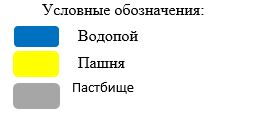 Условные обозначения:
Водопой
Пашня
Пастбище